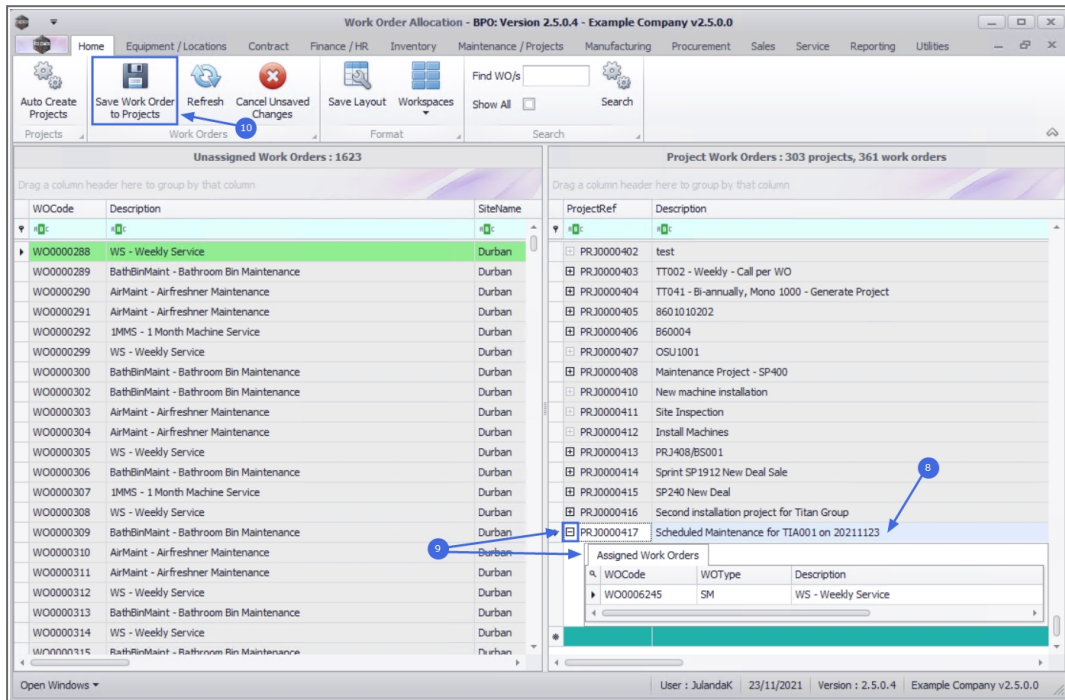 Work Order Allocation - BPO: Version 2.5.0.4 - Example Company v2.5.0.0
Home Equipment / Locations Contract Finance / HR Inventory Maintenance / Projects Manufacturing Procurement Sales Service Reporting Utilities
Auto Create Projects
Save Work Order to Projects
Refresh
Cancel Unsaved Changes
Save Layout
Workspaces
Find WO/s
Show All
Search
10
Projects Work Orders Format Search
Unassigned Work Orders : 1623
Drag a column header here to group by that column
WOCode Description SiteName
WO0000288 WS - Weekly Service Durban
WO0000289 BathBinMaint - Bathroom Bin Maintenance Durban
WO0000290 AirMaint - Airfreshner Maintenance Durban
WO0000291 AirMaint - Airfreshner Maintenance Durban
WO0000292 1MMS - 1 Month Machine Service Durban
WO0000299 WS - Weekly Service Durban
WO0000300 BathBinMaint - Bathroom Bin Maintenance Durban
WO0000302 BathBinMaint - Bathroom Bin Maintenance Durban
WO0000303 AirMaint - Airfreshner Maintenance Durban
WO0000304 AirMaint - Airfreshner Maintenance Durban
WO0000305 WS - Weekly Service Durban
WO0000306 BathBinMaint - Bathroom Bin Maintenance Durban
WO0000307 1MMS - 1 Month Machine Service Durban
WO0000308 WS - Weekly Service Durban
WO0000309 BathBinMaint - Bathroom Bin Maintenance Durban
WO0000310 AirMaint - Airfreshner Maintenance Durban
WO0000311 AirMaint - Airfreshner Maintenance Durban
WO0000312 WS - Weekly Service Durban
WO0000313 BathBinMaint - Bathroom Bin Maintenance Durban
WO0000314 WS - Weekly Service Durban
WO0000315 BathBinMaint - Bathroom Bin Maintenance Durban
Project Work Orders : 303 projects, 361 work orders
Drag a column header here to group by that column
ProjectRef Description
PRJ0000402 test
PRJ0000403 TT002 - Weekly - Call per WO
PRJ0000404 TT041 - Bi-annually, Mono 1000 - Generate Project
PRJ0000405 8601010202
PRJ0000406 B60004
PRJ0000407 OSU1001
PRJ0000408 Maintenance Project - SP400
PRJ0000410 New machine installation
PRJ0000411 Site Inspection
PRJ0000412 Install Machines
PRJ0000413 PRJ408/BS001
PRJ0000414 Sprint SP1912 New Deal Sale
8
PRJ0000415 SP240 New Deal
PRJ0000416 Second installation project for Titan Group
PRJ0000417 Scheduled Maintenance for TIA001 on 20211123
9
Assigned Work Orders
WOCode WOType Description
WO0006245 SM WS - Weekly Service
Open Windows User : JulandaK 23/11/2021 Version : 2.5.0.4 Example Company v2.5.0.0